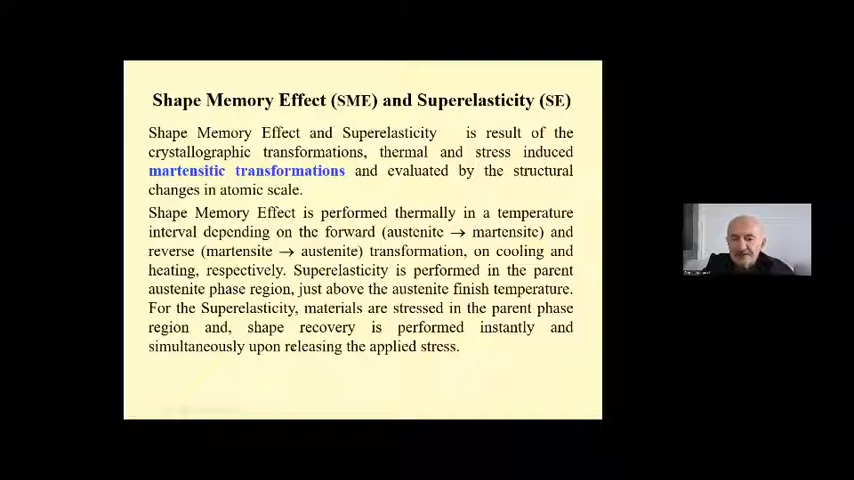 Shape Memory Effect (SME) and Superelasticity (SE)
Shape Memory Effect and Superelasticity is result of the
crystallographic transformations, thermal and stress induced
martensitic transformations and evaluated by the structural
changes in atomic scale.
Shape Memory Effect is performed thermally in a temperature
interval depending on the forward (austenite → martensite) and
reverse (martensite → austenite) transformation, on cooling and
heating, respectively. Superelasticity is performed in the parent
austenite phase region, just above the austenite finish temperature.
For the Superelasticity, materials are stressed in the parent phase
region and, shape recovery is performed instantly and
simultaneously upon releasing the applied stress.